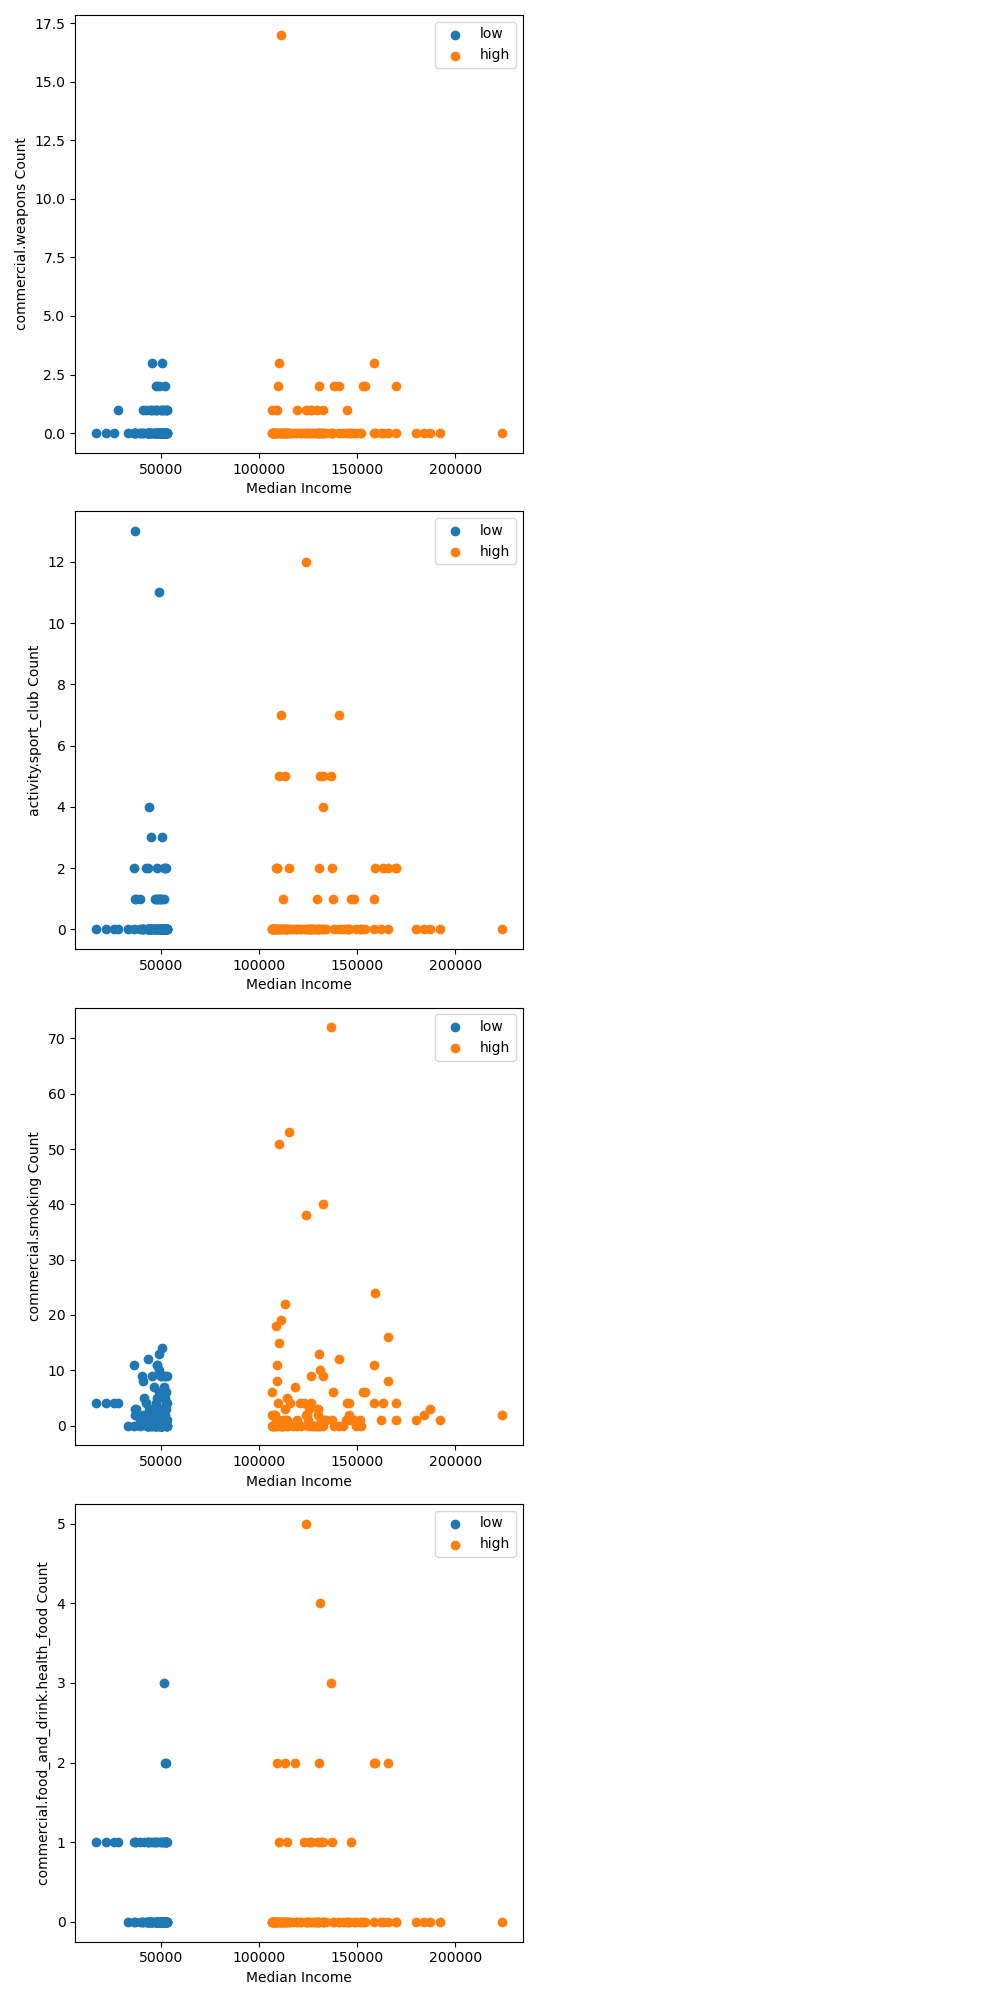 17.5
15.0
12.5
10.0
7.5
5.0
2.5
0.0
commercial.weapons Count
low
high
50000 100000 150000 200000
Median Income
12
10
8
6
4
2
0
activity.sport_club Count
low
high
50000 100000 150000 200000
Median Income
70
60
50
40
30
20
10
0
commercial.smoking Count
low
high
50000 100000 150000 200000
Median Income
5
4
3
2
1
0
commercial.food_and_drink.health_food Count
low
high
50000 100000 150000 200000
Median Income